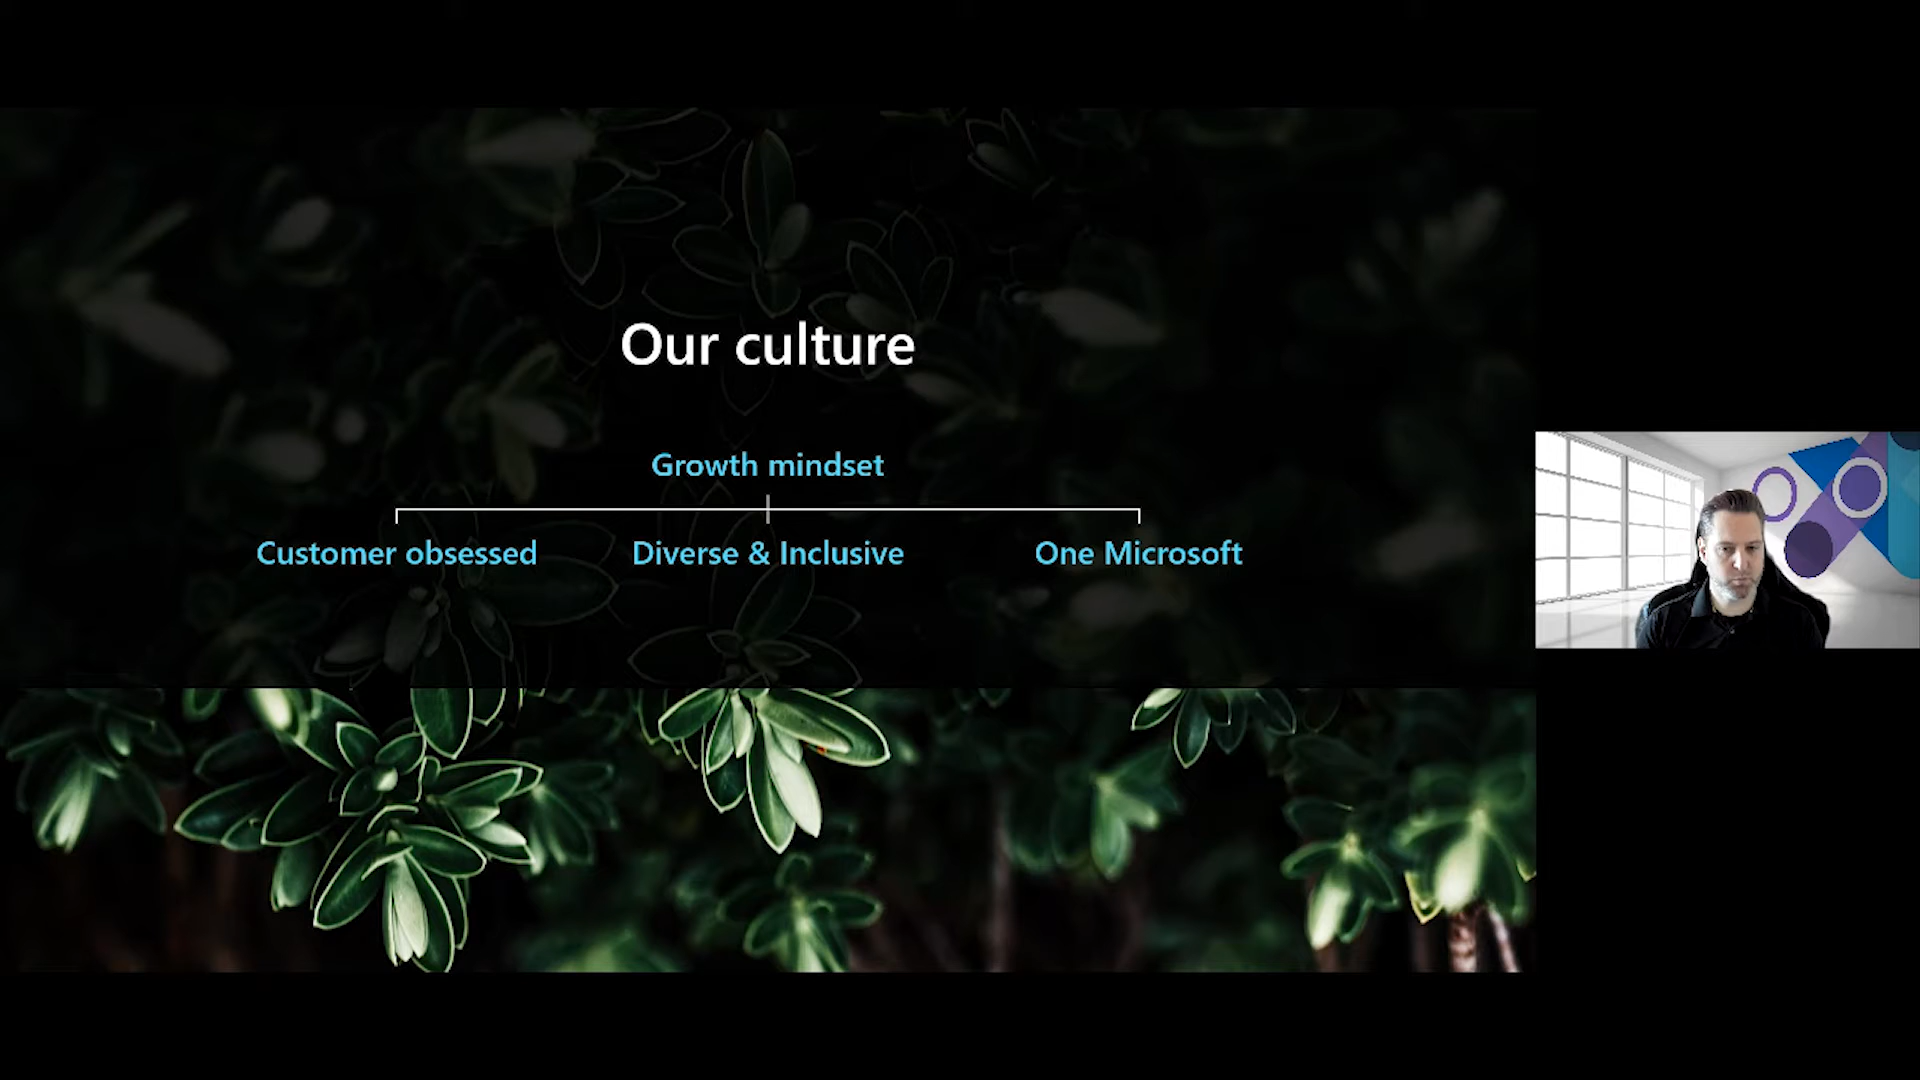 Our culture
Growth mindset
Customer obsessed
Diverse & Inclusive
One Microsoft